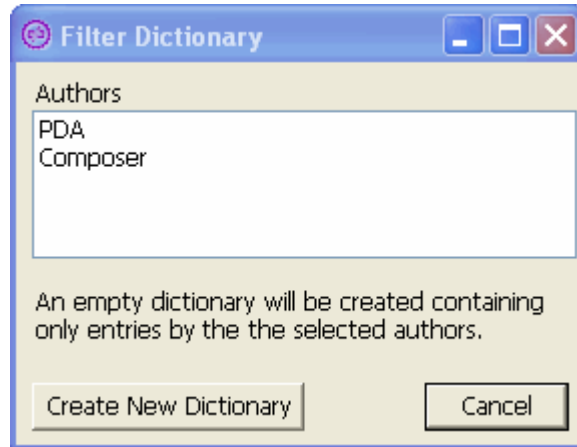 Filter Dictionary
Authors
PDA
Composer
An empty dictionary will be created containing
only entries by the the selected authors.
Create New Dictionary
Cancel